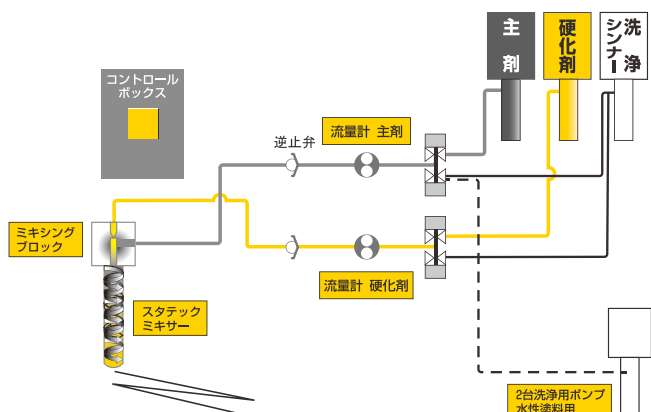 主剤
硬化剤
洗浄
シンナー
コントロール
ボックス
逆止弁
流量計 主剤
ミキシング
ブロック
流量計 硬化剤
スタテック
ミキサー
2台洗浄用ポンプ
水性塗料用